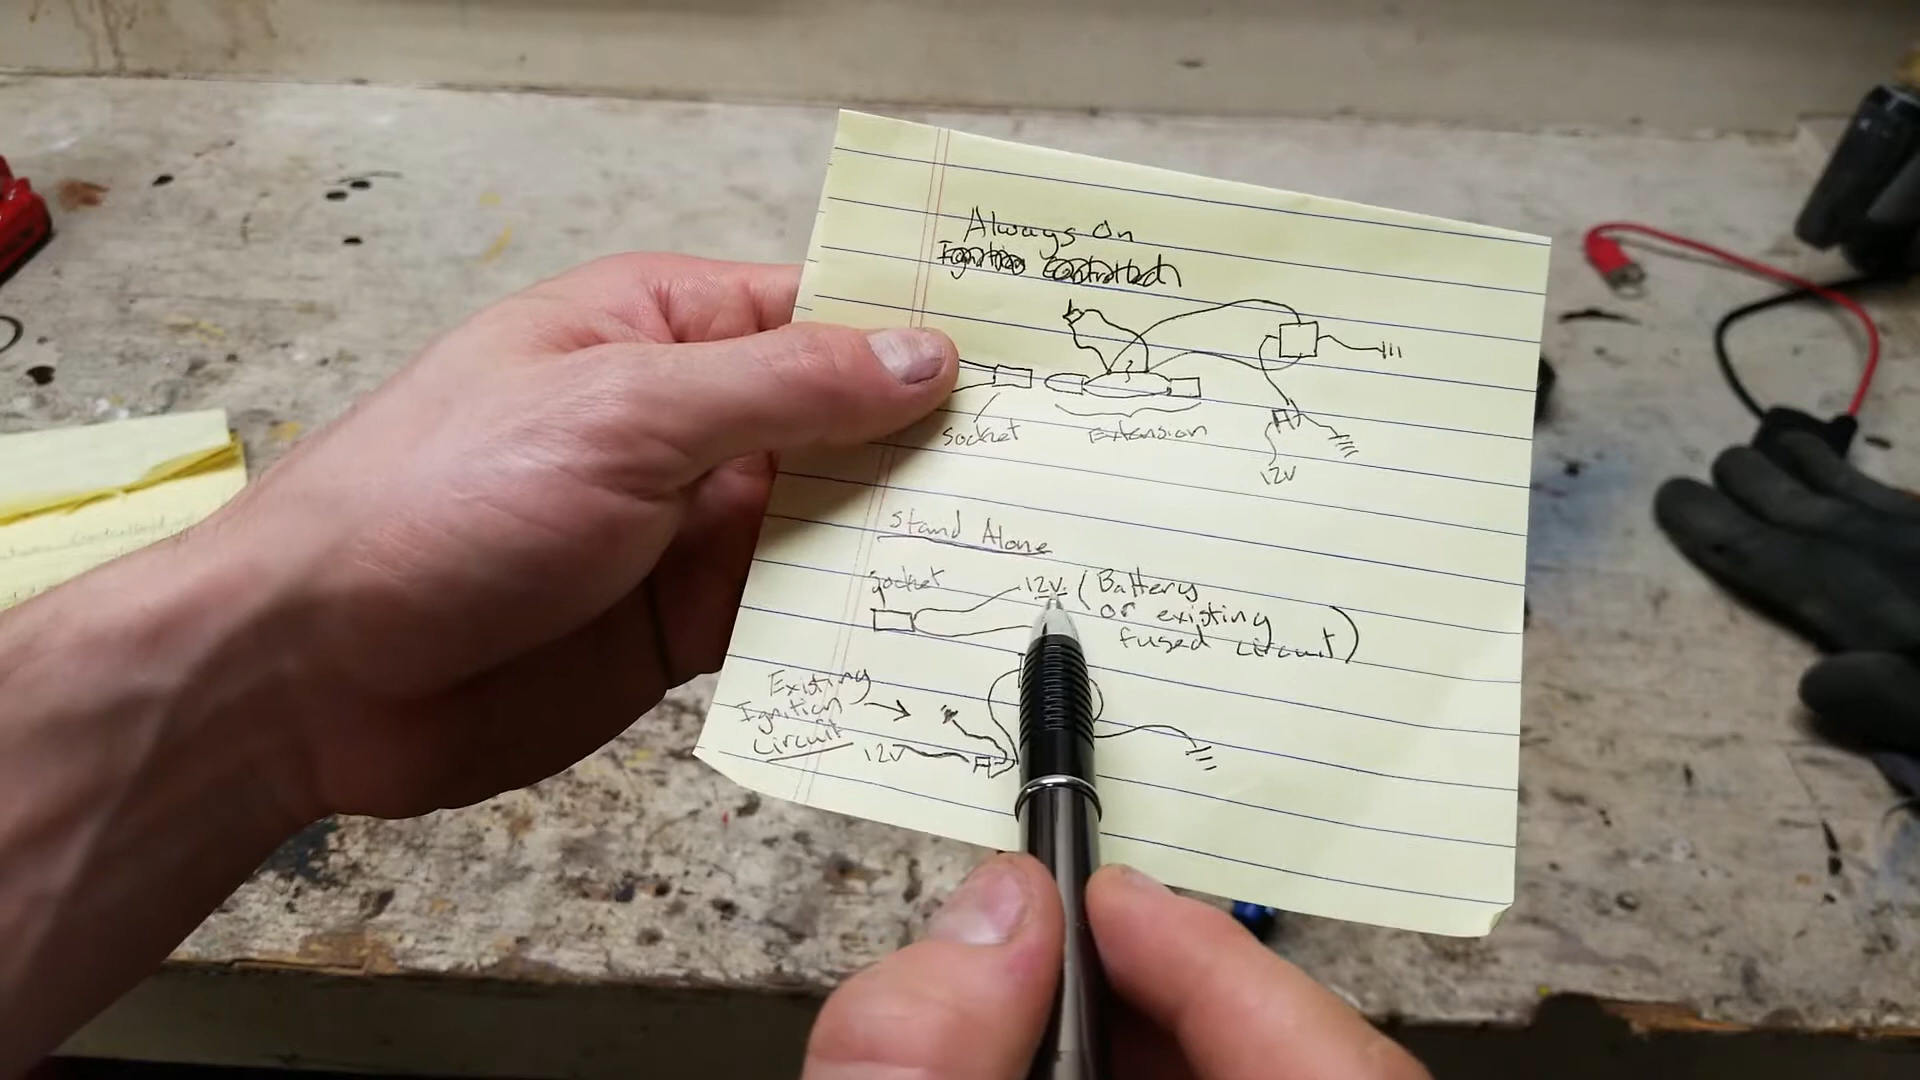 Always On
Ignition Controlled
socket
Extension
12V
Stand Alone
socket
12V (Battery
or existing
fused circuit)
Existing
Ignition
circuit
12V